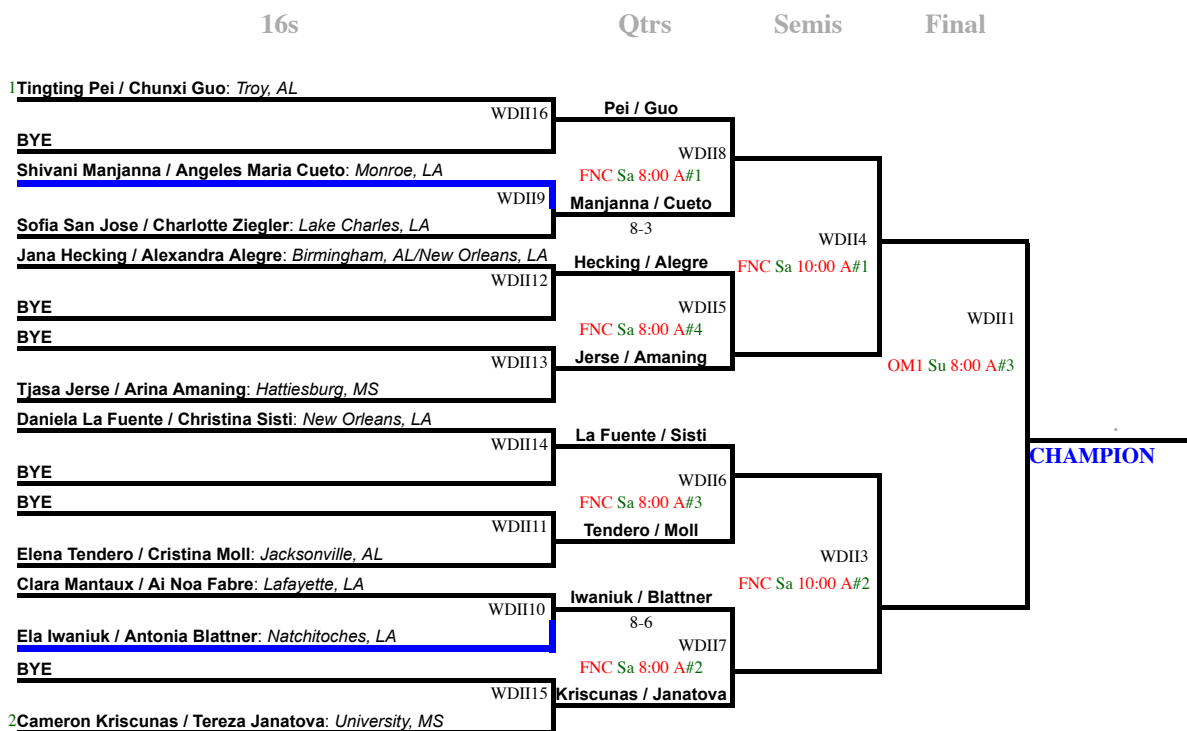 16s Qtrs Semis Final
1 Tingting Pei / Chunxi Guo: Troy, AL
WDII16
Pei / Guo
BYE
WDII8
Shivani Manjanna / Angeles Maria Cueto: Monroe, LA
FNC Sa 8:00 A#1
WDII9
Manjanna / Cueto
Sofia San Jose / Charlotte Ziegler: Lake Charles, LA
8-3
WDII4
Jana Hecking / Alexandra Alegre: Birmingham, AL/New Orleans, LA
Hecking / Alegre
FNC Sa 10:00 A#1
WDII12
BYE
WDII5
WDII1
BYE
FNC Sa 8:00 A#4
WDII13
Jerse / Amaning
OM1 Su 8:00 A#3
Tjasa Jerse / Arina Amaning: Hattiesburg, MS
Daniela La Fuente / Christina Sisti: New Orleans, LA
WDII14
La Fuente / Sisti
CHAMPION
BYE
WDII6
BYE
FNC Sa 8:00 A#3
WDII11
Tendero / Moll
Elena Tendero / Cristina Moll: Jacksonville, AL
WDII3
Clara Mantaux / Ai Noa Fabre: Lafayette, LA
FNC Sa 10:00 A#2
WDII10
Iwaniuk / Blattner
8-6
Ela Iwaniuk / Antonia Blattner: Natchitoches, LA
WDII7
BYE
FNC Sa 8:00 A#2
WDII15
Kriscunas / Janatova
2 Cameron Kriscunas / Tereza Janatova: University, MS